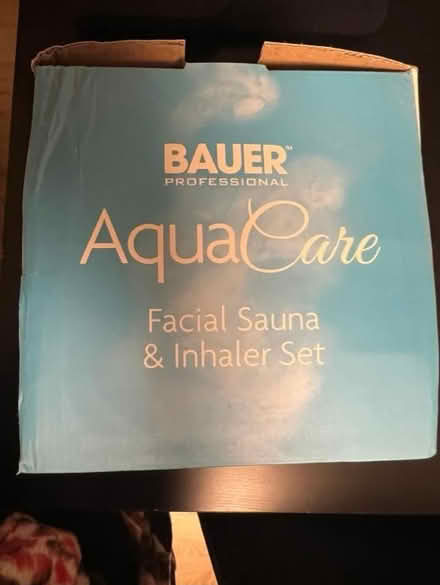 BAUER™
PROFESSIONAL
AquaCare
Facial Sauna
& Inhaler Set